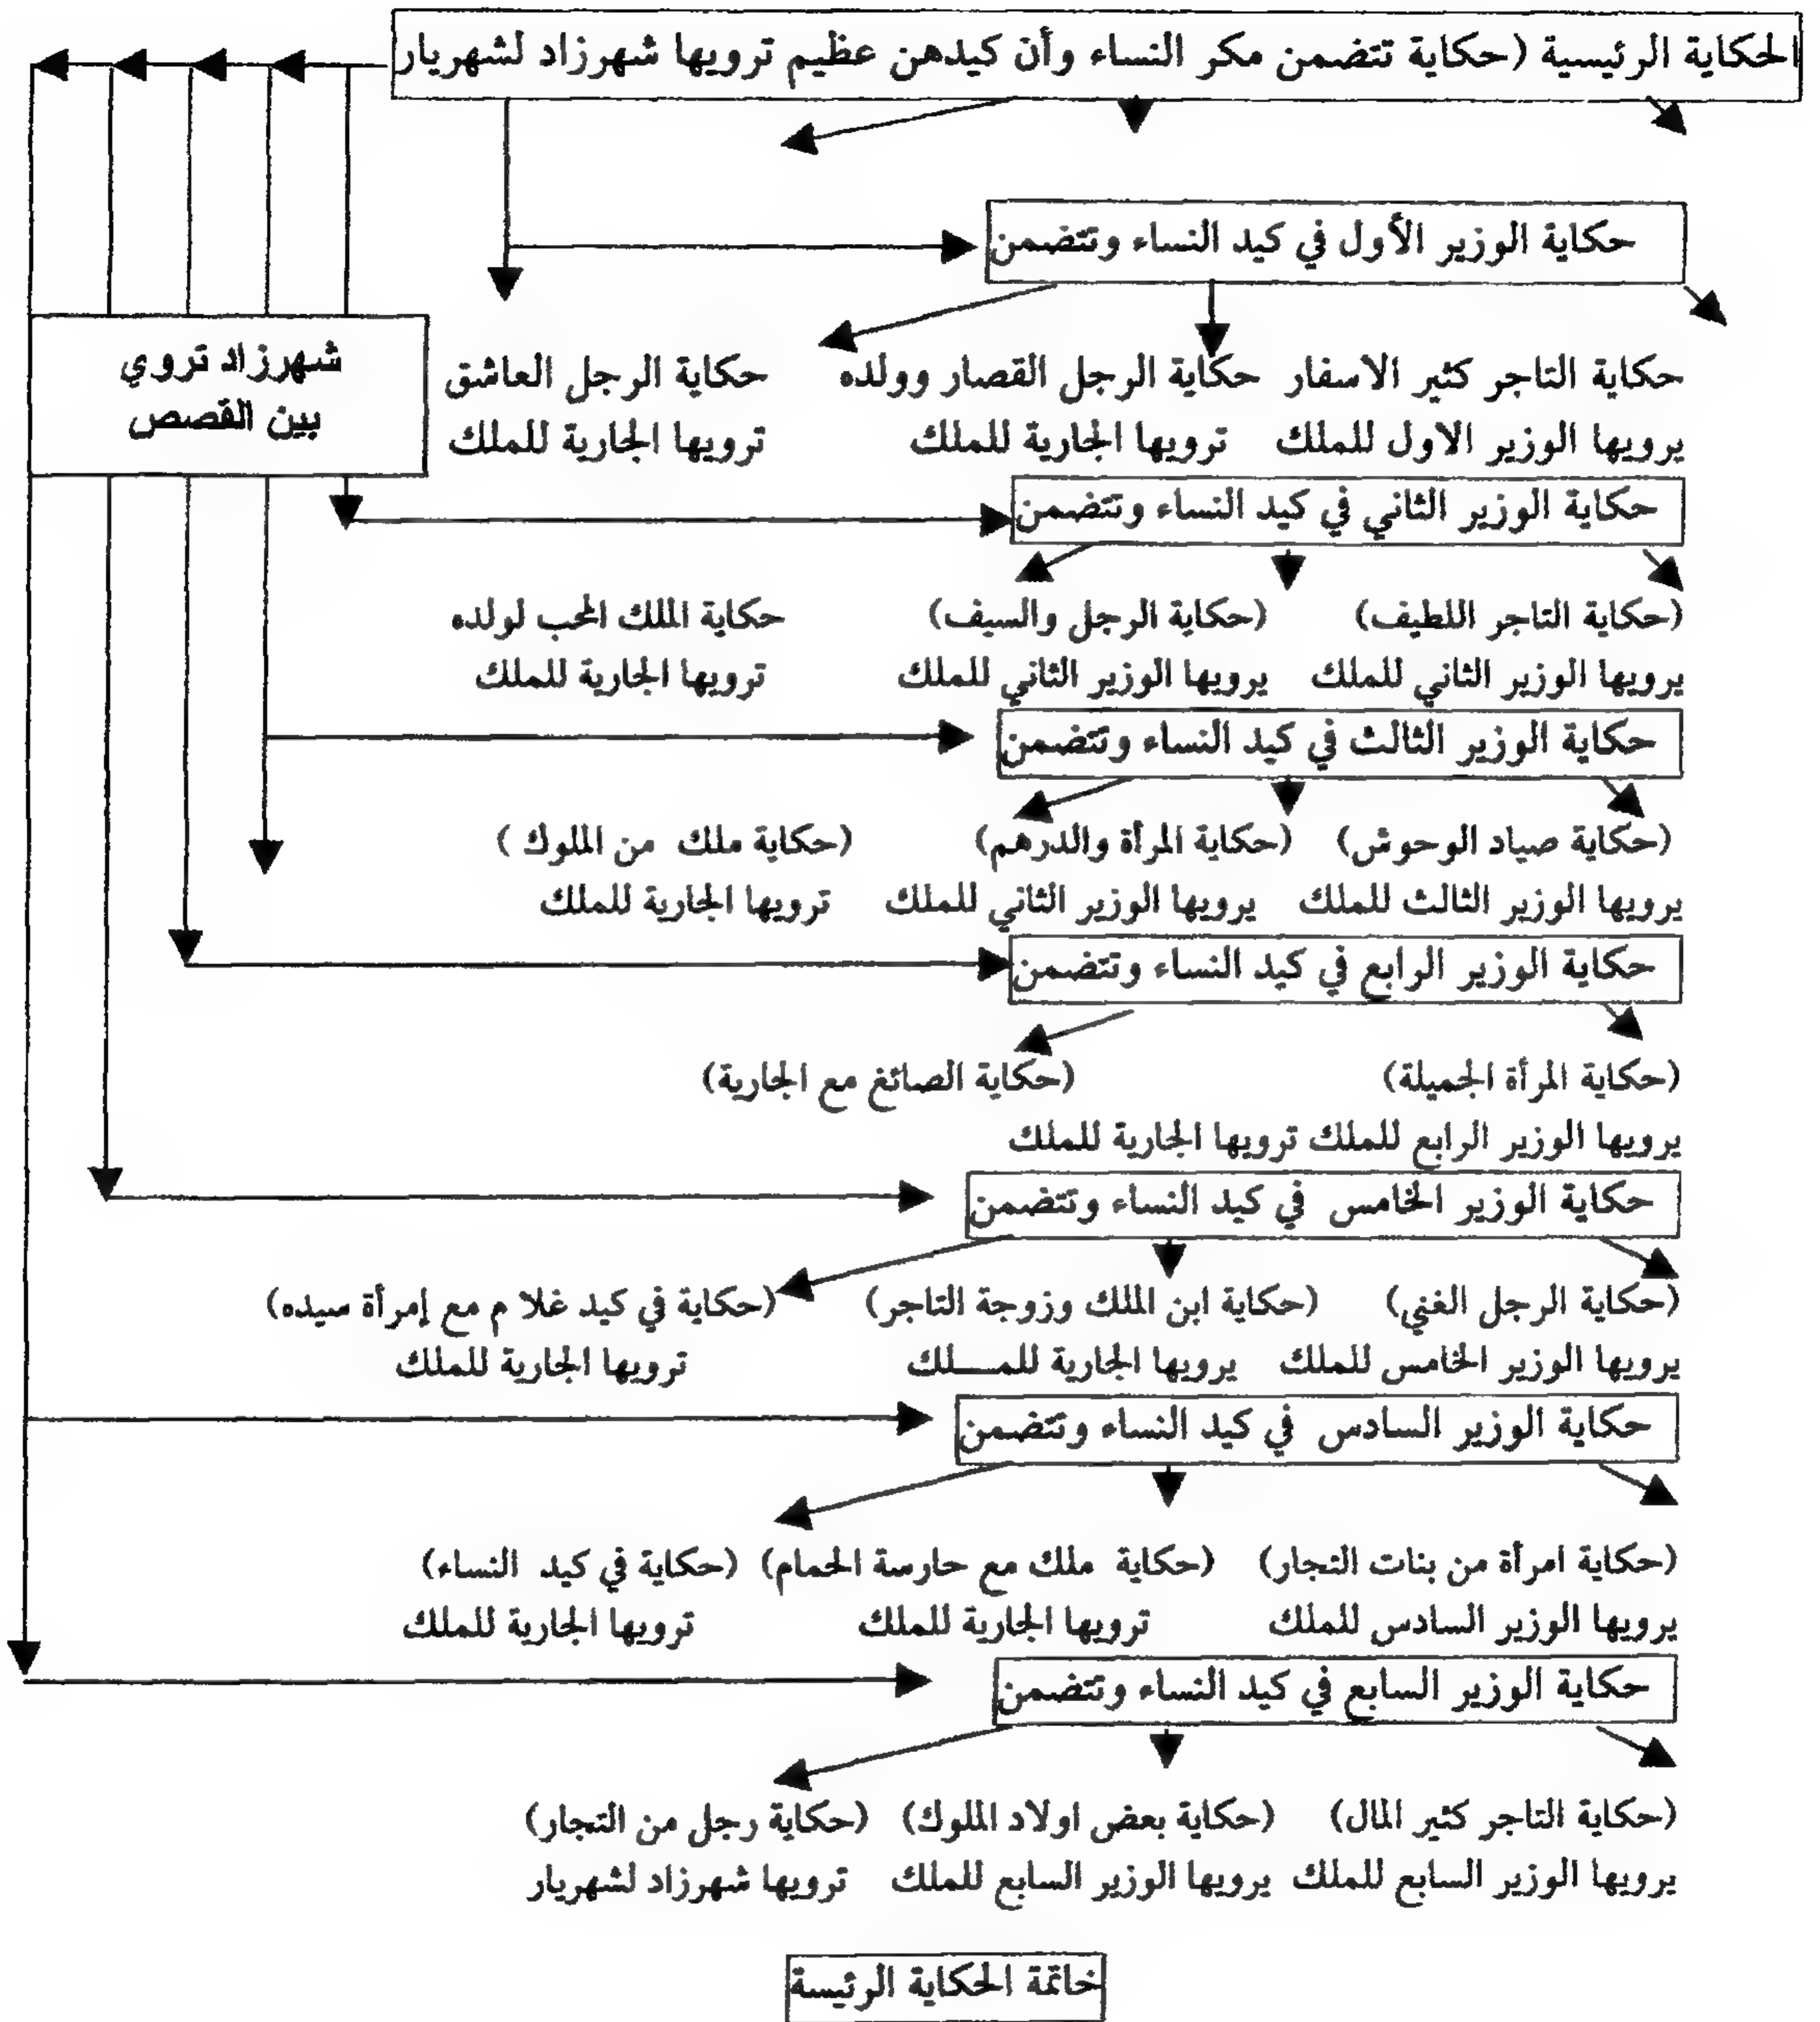 الحكاية الرئيسية (حكاية تتضمن مكر النساء وأن كيدهن عظيم ترويها شهرزاد لشهريار
حكاية الوزير الأول في كيد النساء وتتضمن
شهرزاد تروي
بين القصص
حكاية التاجر كثير الاسفار حكاية الرجل القصار وولده حكاية الرجل العاشق
يرويها الوزير الاول للملك ترويها الجارية للملك ترويها الجارية للملك
حكاية الوزير الثاني في كيد النساء وتتضمن
(حكاية التاجر اللطيف) (حكاية الرجل والسيف) حكاية الملك المحب لولده
يرويها الوزير الثاني للملك يرويها الوزير الثاني للملك ترويها الجارية للملك
حكاية الوزير الثالث في كيد النساء وتتضمن
(حكاية صياد الوحوش) (حكاية المرأة والدرهم) (حكاية ملك من الملوك )
يرويها الوزير الثالث للملك يرويها الوزير الثاني للملك ترويها الجارية للملك
حكاية الوزير الرابع في كيد النساء وتتضمن
(حكاية المرأة الجميلة) (حكاية الصائغ مع الجارية)
يرويها الوزير الرابع للملك ترويها الجارية للملك
حكاية الوزير الخامس في كيد النساء وتتضمن
(حكاية الرجل الغني) (حكاية ابن الملك وزوجة التاجر) (حكاية في كيد غلا م مع إمرأة سيده)
يرويها الوزير الخامس للملك يرويها الجارية للمـــلك ترويها الجارية للملك
حكاية الوزير السادس في كيد النساء وتتضمن
(حكاية امرأة من بنات التجار) (حكاية ملك مع حارسة الحمام) (حكاية في كيد النساء)
يرويها الوزير السادس للملك ترويها الجارية للملك ترويها الجارية للملك
حكاية الوزير السابع في كيد النساء وتتضمن
(حكاية التاجر كثير المال) (حكاية بعض اولاد الملوك) (حكاية رجل من التجار)
يرويها الوزير السابع للملك يرويها الوزير السابع للملك ترويها شهرزاد لشهريار
خاتمة الحكاية الرئيسة